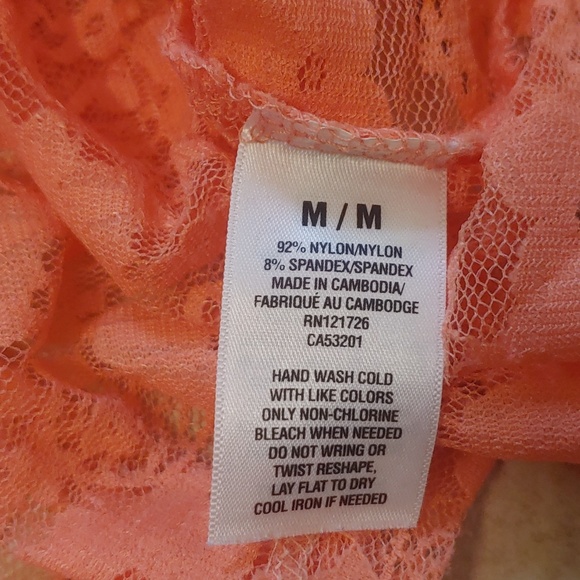 M / M
92% NYLON/NYLON
8% SPANDEX/SPANDEX
MADE IN CAMBODIA/
FABRIQUÉ AU CAMBODGE
RN121726
CA53201
HAND WASH COLD
WITH LIKE COLORS
ONLY NON-CHLORINE
BLEACH WHEN NEEDED
DO NOT WRING OR
TWIST RESHAPE,
LAY FLAT TO DRY
COOL IRON IF NEEDED